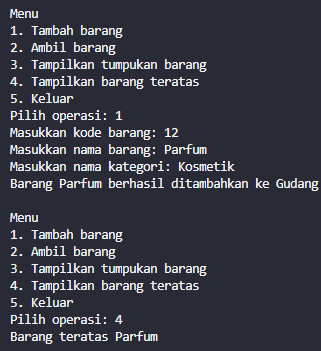 Menu
1. Tambah barang
2. Ambil barang
3. Tampilkan tumpukan barang
4. Tampilkan barang teratas
5. Keluar
Pilih operasi: 1
Masukkan kode barang: 12
Masukkan nama barang: Parfum
Masukkan nama kategori: Kosmetik
Barang Parfum berhasil ditambahkan ke Gudang
Menu
1. Tambah barang
2. Ambil barang
3. Tampilkan tumpukan barang
4. Tampilkan barang teratas
5. Keluar
Pilih operasi: 4
Barang teratas Parfum